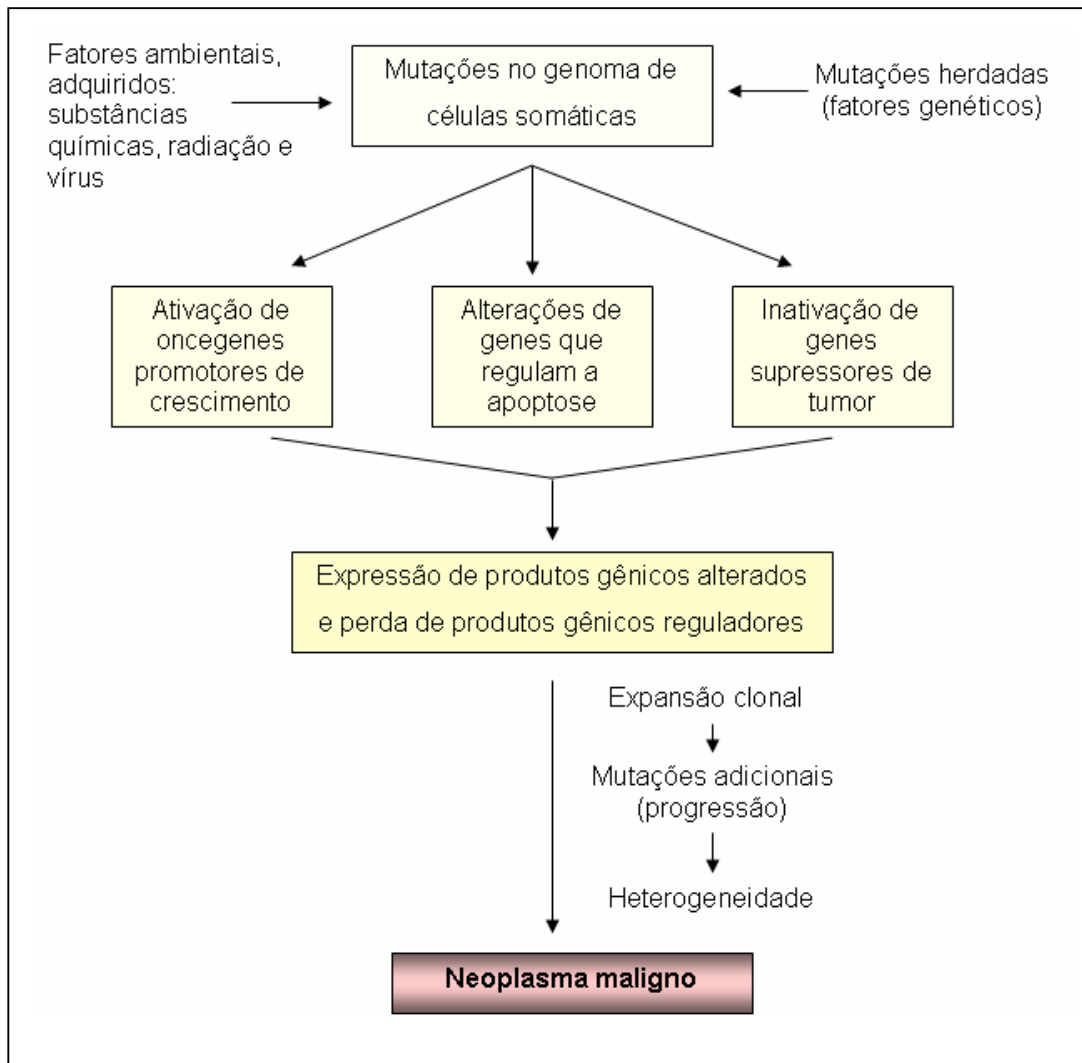 Fatores ambientais,
adquiridos:
substâncias
químicas, radiação e
vírus
Mutações no genoma de
células somáticas
Mutações herdadas
(fatores genéticos)
Ativação de
oncegenes
promotores de
crescimento
Alterações de
genes que
regulam a
apoptose
Inativação de
genes
supressores de
tumor
Expressão de produtos gênicos alterados
e perda de produtos gênicos reguladores
Expansão clonal
Mutações adicionais
(progressão)
Heterogeneidade
Neoplasma maligno